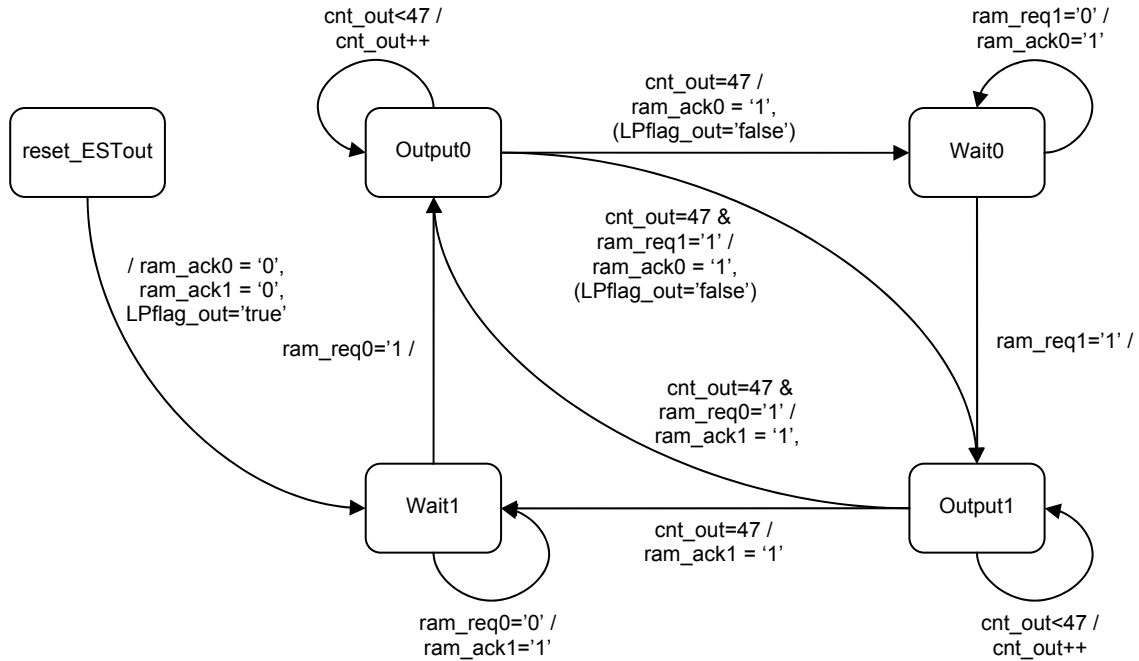 cnt_out<47 /
cnt_out++
ram_req1='0' /
ram_ack0='1'
cnt_out=47 /
ram_ack0 = ‘1’,
(LPflag_out='false’)
reset_ESTout
Output0
Wait0
cnt_out=47 &
ram_req1='1’ /
ram_ack0 = ‘1’,
(LPflag_out='false’)
/ ram_ack0 = ‘0’,
ram_ack1 = ‘0’,
LPflag_out='true’
ram_req0='1 /
ram_req1='1’ /
cnt_out=47 &
ram_req0='1’ /
ram_ack1 = ‘1’,
Wait1
Output1
cnt_out=47 /
ram_ack1 = ‘1’
ram_req0='0’ /
ram_ack1='1’
cnt_out<47 /
cnt_out++